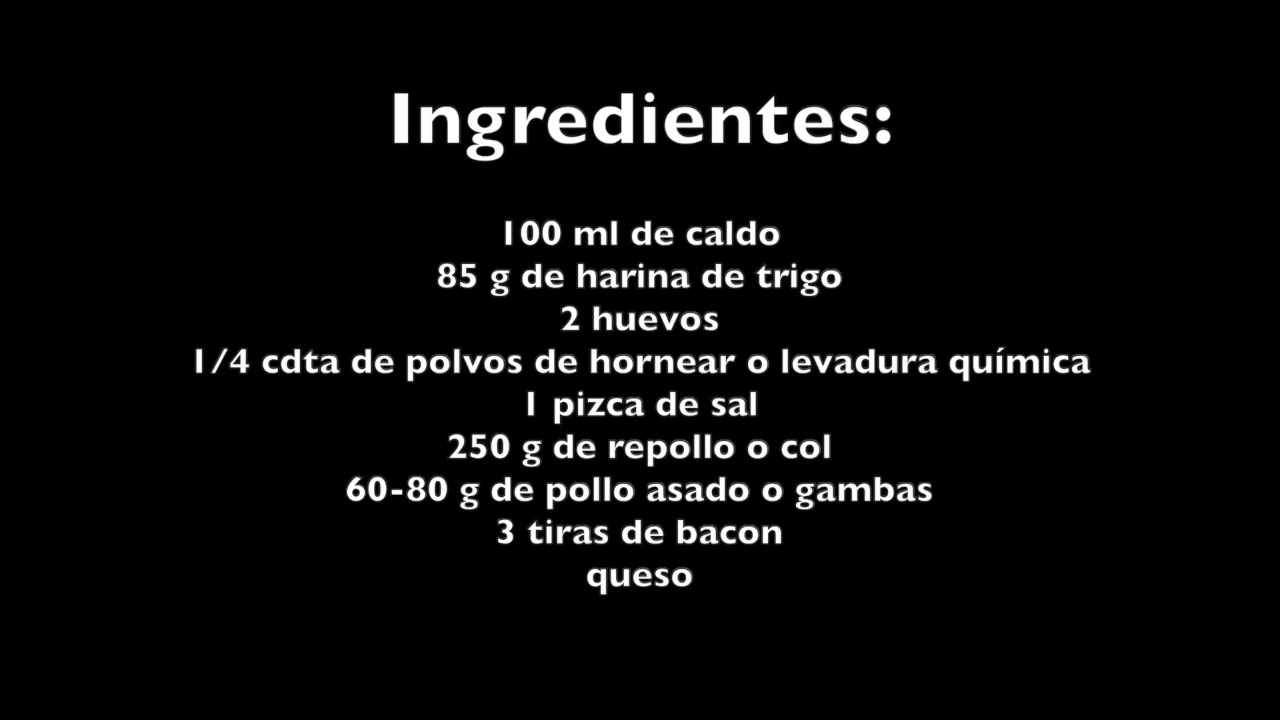 Ingredientes:
100 ml de caldo
85 g de harina de trigo
2 huevos
1/4 cdta de polvos de hornear o levadura química
1 pizca de sal
250 g de repollo o col
60-80 g de pollo asado o gambas
3 tiras de bacon
queso